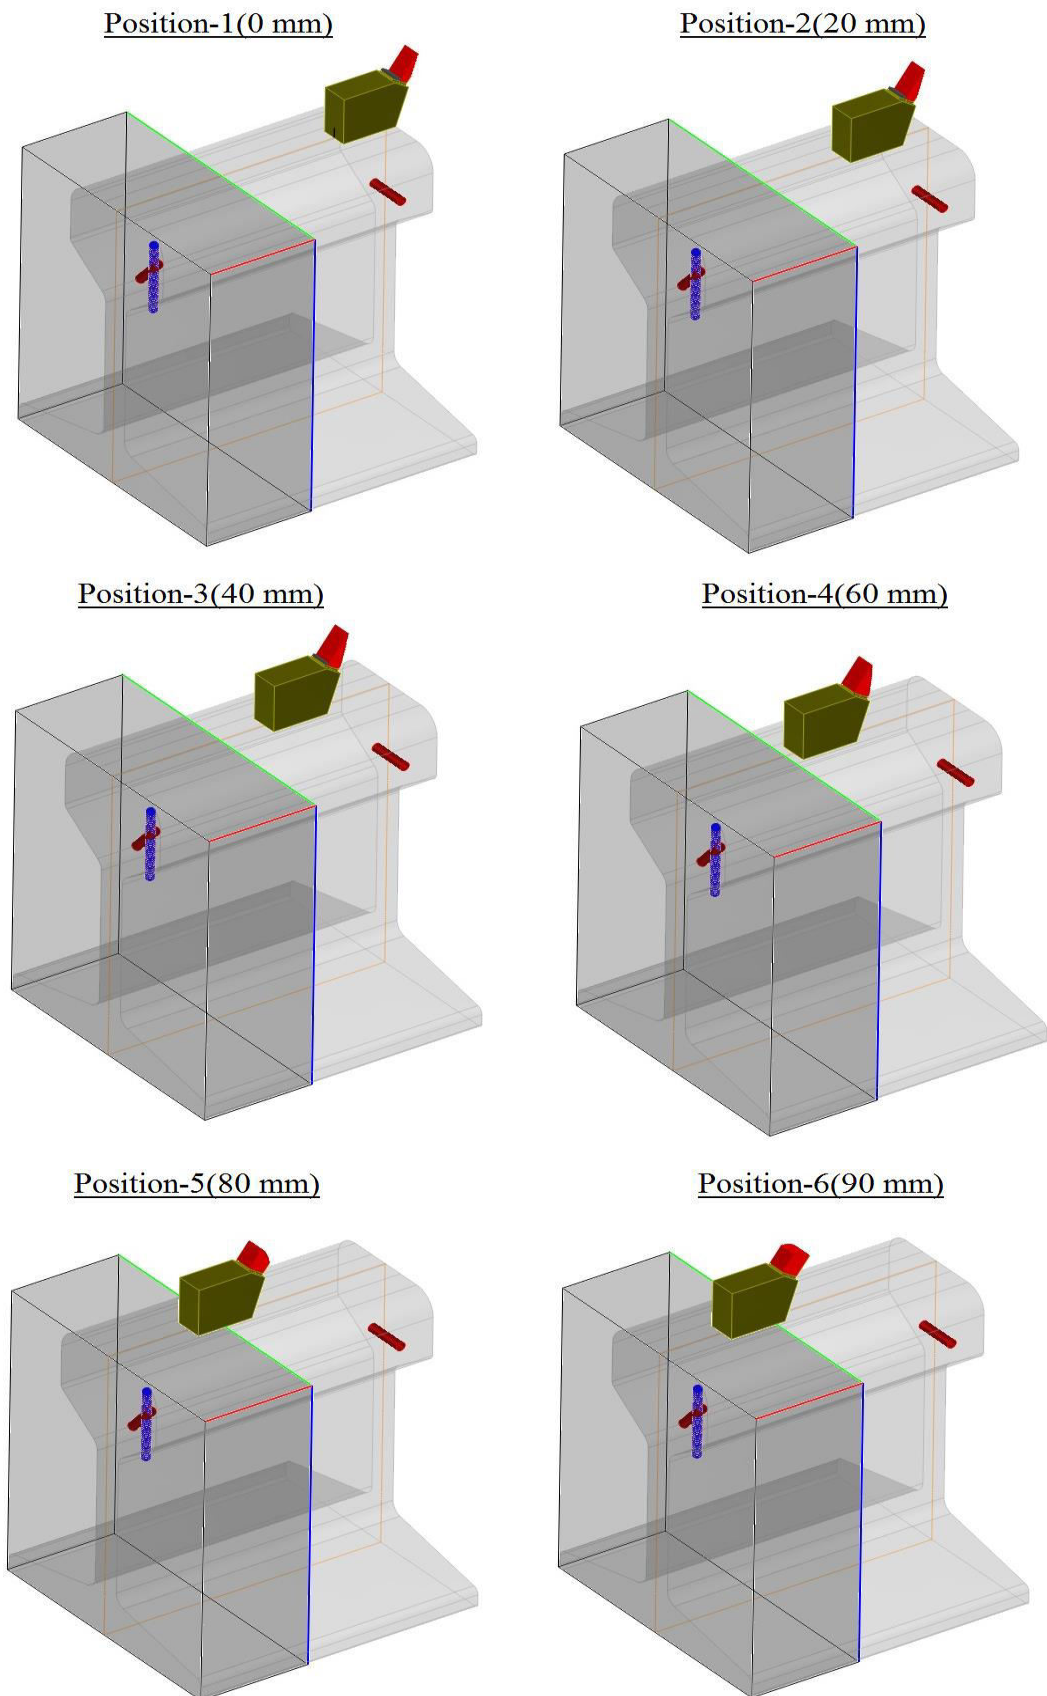 Position-1(0 mm)
Position-2(20 mm)
Position-3(40 mm)
Position-4(60 mm)
Position-5(80 mm)
Position-6(90 mm)